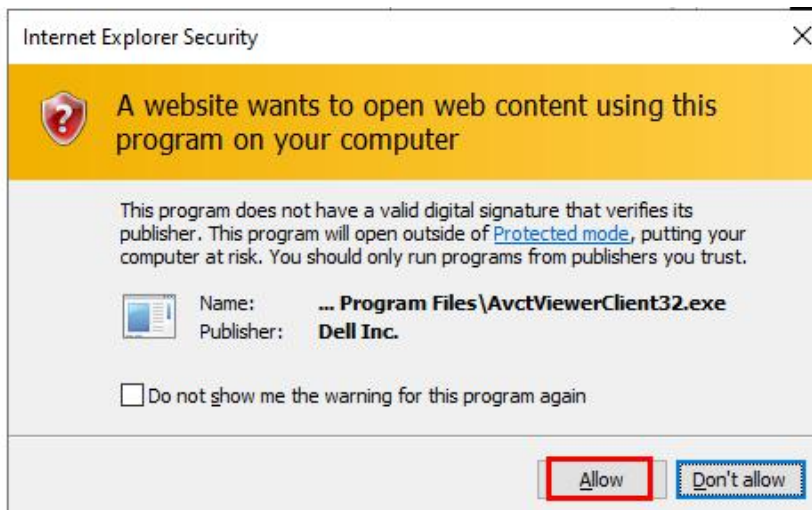 Internet Explorer Security
A website wants to open web content using this
program on your computer
This program does not have a valid digital signature that verifies its
publisher. This program will open outside of Protected mode, putting your
computer at risk. You should only run programs from publishers you trust.
Name: ... Program Files\AvctViewerClient32.exe
Publisher: Dell Inc.
Do not show me the warning for this program again
Allow Don't allow